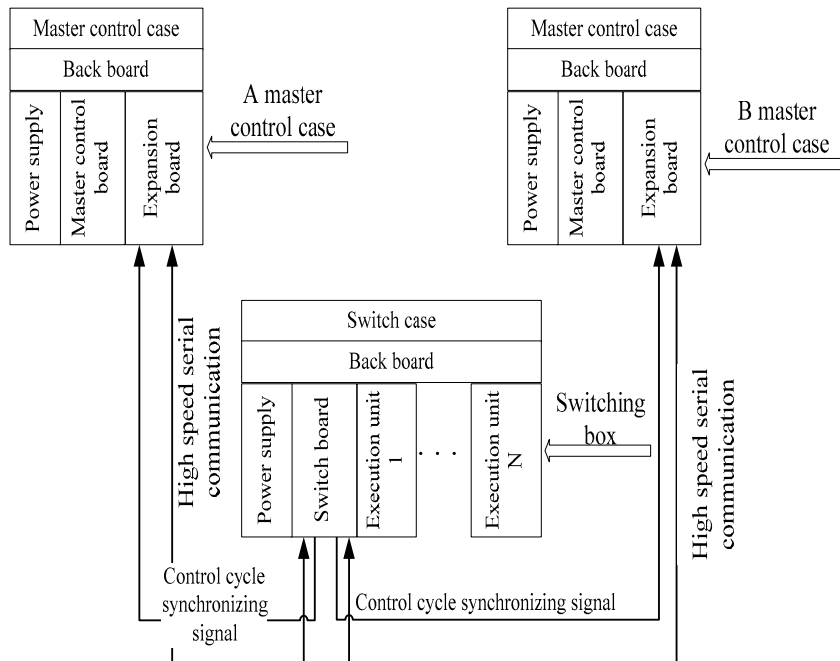 Master control case
Back board
Power supply
Master control
board
Expansion
board
A master
control case
Master control case
Back board
Power supply
Master control
board
Expansion
board
B master
control case
High speed serial
communication
Switch case
Back board
Power supply
Switch board
Execution unit
1
. . .
Execution unit
N
Switching
box
High speed serial
communication
Control cycle
synchronizing
signal
Control cycle synchronizing signal